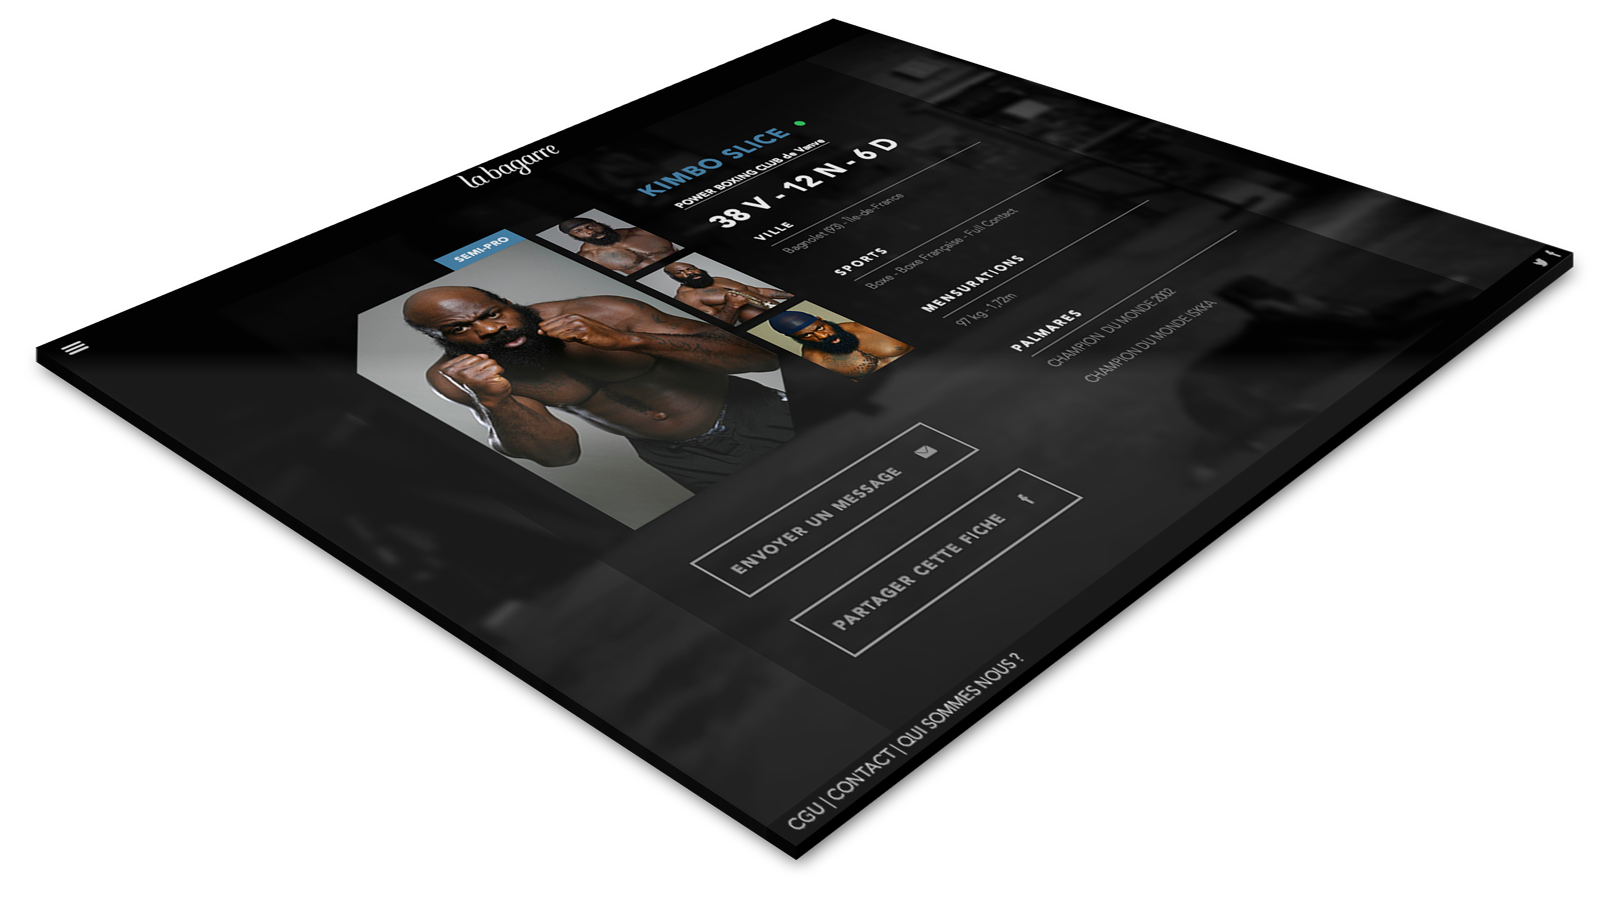 la bagarre
SEMI-PRO
KIMBO SLICE
POWER BOXING CLUB de Vanve
38 V - 12 N - 6 D
VILLE
Bagnolet (93) - Île-de-France
SPORTS
Boxe - Boxe Française - Full Contact
MENSURATIONS
97 kg - 1,72m
PALMARES
CHAMPION DU MONDE 2002
CHAMPION DU MONDE ISKKA
ENVOYER UN MESSAGE
PARTAGER CETTE FICHE
CGU | CONTACT | QUI SOMMES NOUS ?